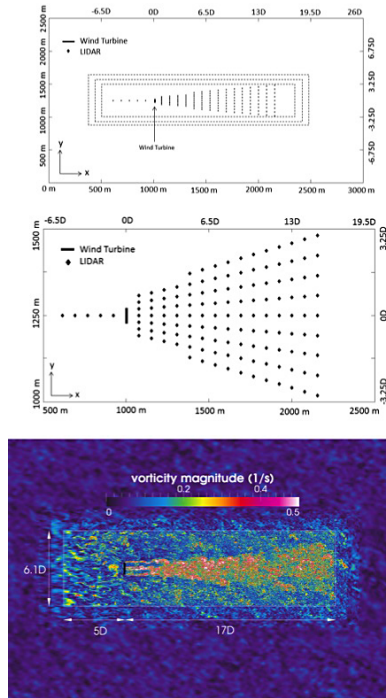 -6.5D 0D 6.5D 13D 19.5D 26D
2500 m
2000 m
1500 m
1000 m
500 m
0 m
Wind Turbine
LIDAR
Wind Turbine
y
x
3.25D
-3.25D
-6.75D
0 m 500 m 1000 m 1500 m 2000 m 2500 m 3000 m
-6.5D 0D 6.5D 13D 19.5D
1500 m
1250 m
1000 m
Wind Turbine
LIDAR
y
x
3.25D
0D
-3.25D
500 m 1000 m 1500 m 2000 m 2500 m
vorticity magnitude (1/s)
0.2 0.4
0 0.5
6.1D
5D 17D